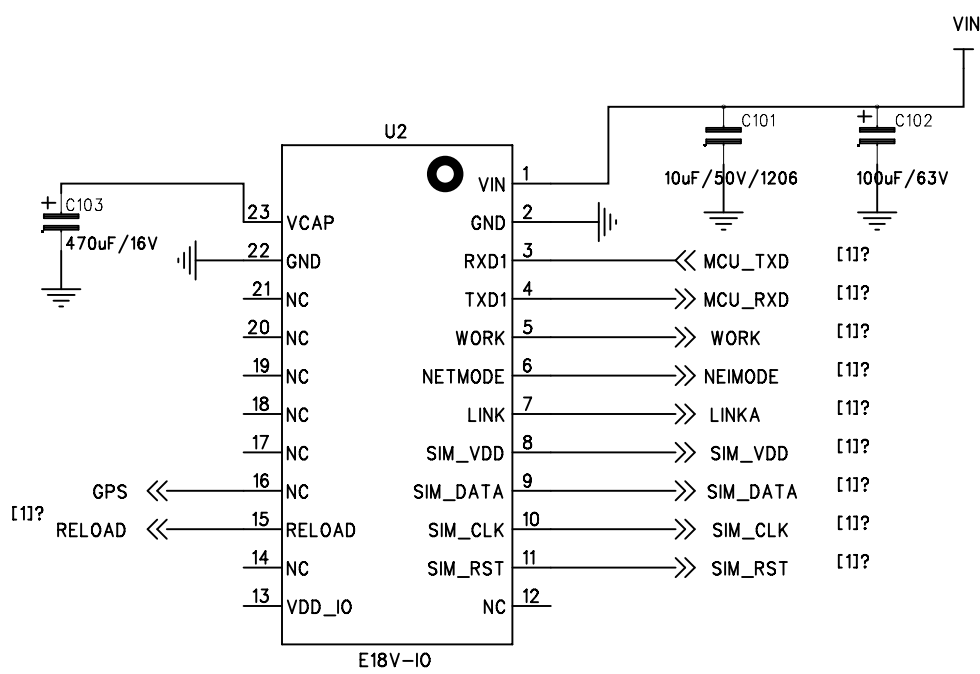 VIN
U2
C101
C102
10uF/50V/1206
100uF/63V
C103
470uF/16V
VIN 1
23 VCAP
GND 2
22 GND
RXD1 3 MCU_TXD [1]?
21 NC
TXD1 4 MCU_RXD [1]?
20 NC
WORK 5 WORK [1]?
19 NC
NETMODE 6 NEIMODE [1]?
18 NC
LINK 7 LINKA [1]?
17 NC
SIM_VDD 8 SIM_VDD [1]?
GPS 16 NC
SIM_DATA 9 SIM_DATA [1]?
[1]? RELOAD 15 RELOAD
SIM_CLK 10 SIM_CLK [1]?
14 NC
SIM_RST 11 SIM_RST [1]?
13 VDD_IO
NC 12
E18V-IO